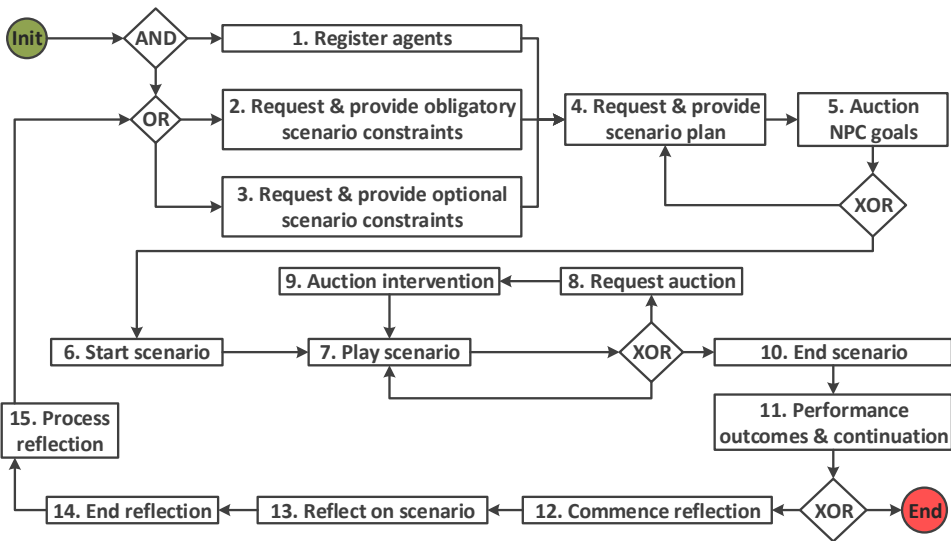 Init
AND
1. Register agents
OR
2. Request & provide obligatory
scenario constraints
4. Request & provide
scenario plan
5. Auction
NPC goals
3. Request & provide optional
scenario constraints
XOR
9. Auction intervention
8. Request auction
6. Start scenario
7. Play scenario
XOR
10. End scenario
15. Process
reflection
11. Performance
outcomes & continuation
14. End reflection
13. Reflect on scenario
12. Commence reflection
XOR
End